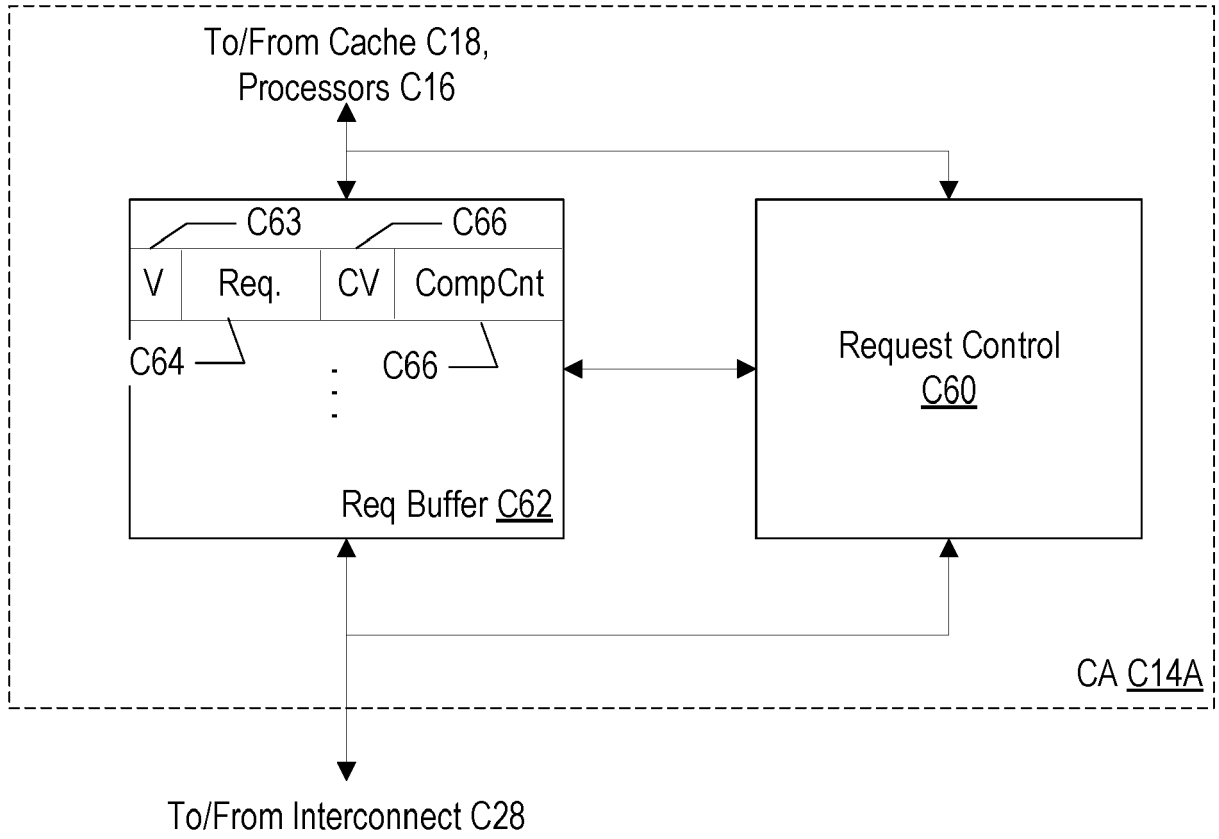 To/From Cache C18,
Processors C16
C63
C66
V
Req.
CV
CompCnt
C64
C66
Req Buffer C62
Request Control
C60
CA C14A
To/From Interconnect C28